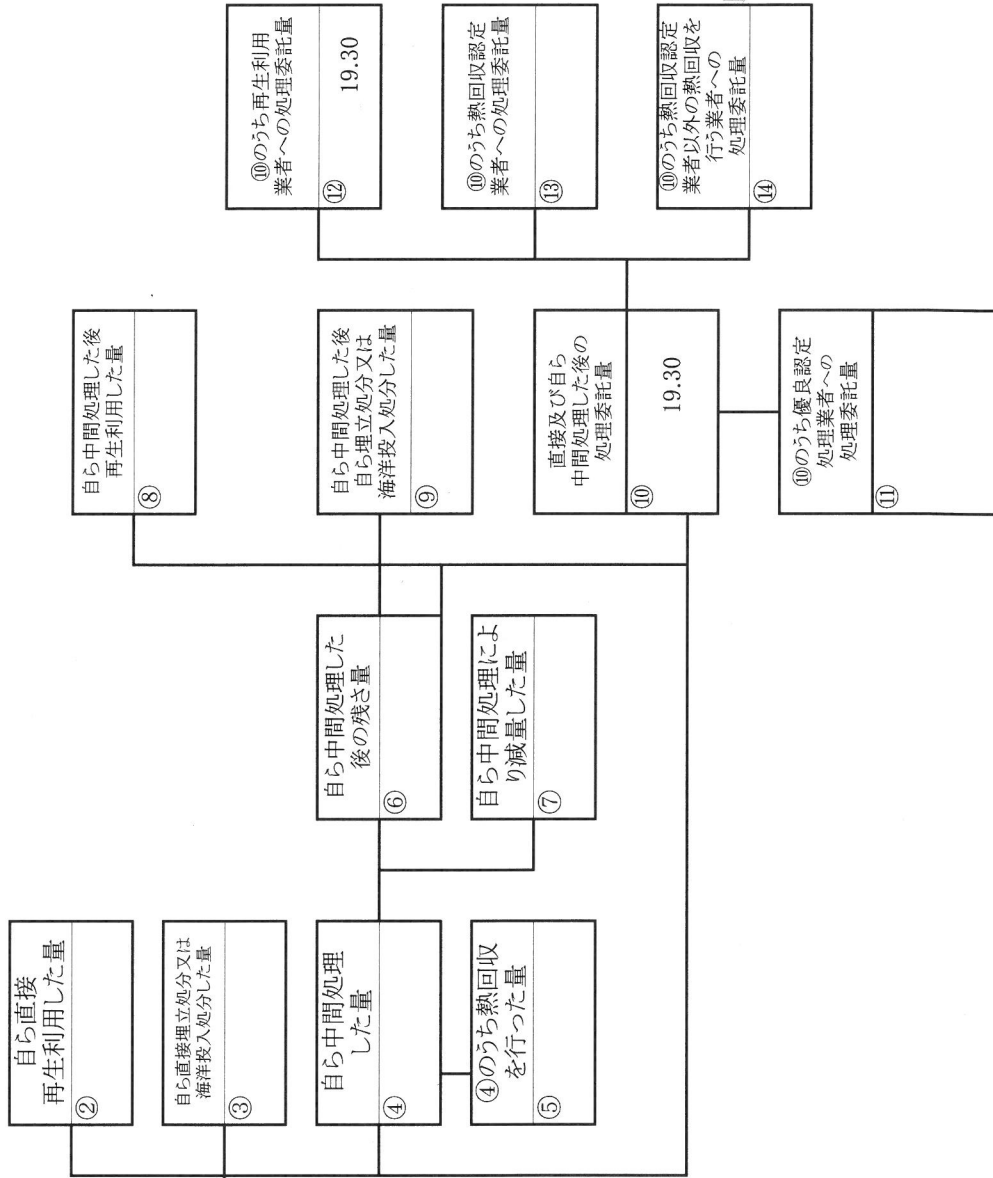 自ら直接
再生利用した量
②
自ら直接埋立処分又は
海洋投入処分した量
③
自ら中間処理
した量
④
④のうち熱回収
を行った量
⑤
自ら中間処理した
後の残さ量
⑥
自ら中間処理によ
り減量した量
⑦
自ら中間処理した後
再生利用した量
⑧
自ら中間処理した後
自ら埋立処分又は
海洋投入処分した量
⑨
直接及び自ら
中間処理した後の
処理委託量
⑩
19.30
⑩のうち優良認定
処理業者への
処理委託量
⑪
⑩のうち再生利用
業者への処理委託量
⑫
19.30
⑩のうち熱回収認定
業者への処理委託量
⑬
⑩のうち熱回収認定
業者以外の熱回収を
行う業者への
処理委託量
⑭